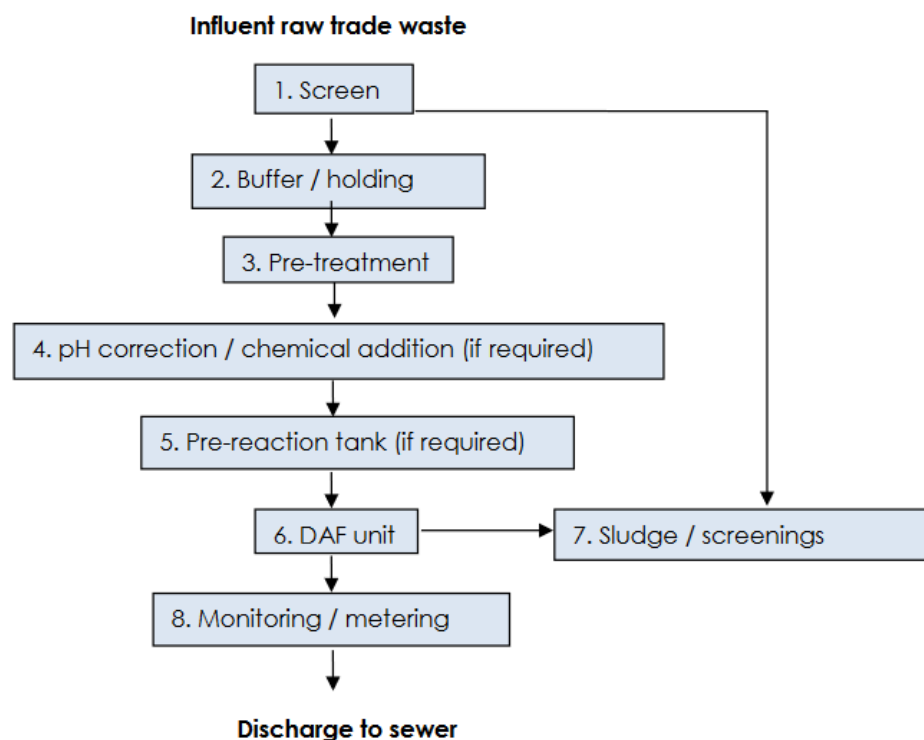 Influent raw trade waste
1. Screen
2. Buffer / holding
3. Pre-treatment
4. pH correction / chemical addition (if required)
5. Pre-reaction tank (if required)
6. DAF unit
7. Sludge / screenings
8. Monitoring / metering
Discharge to sewer